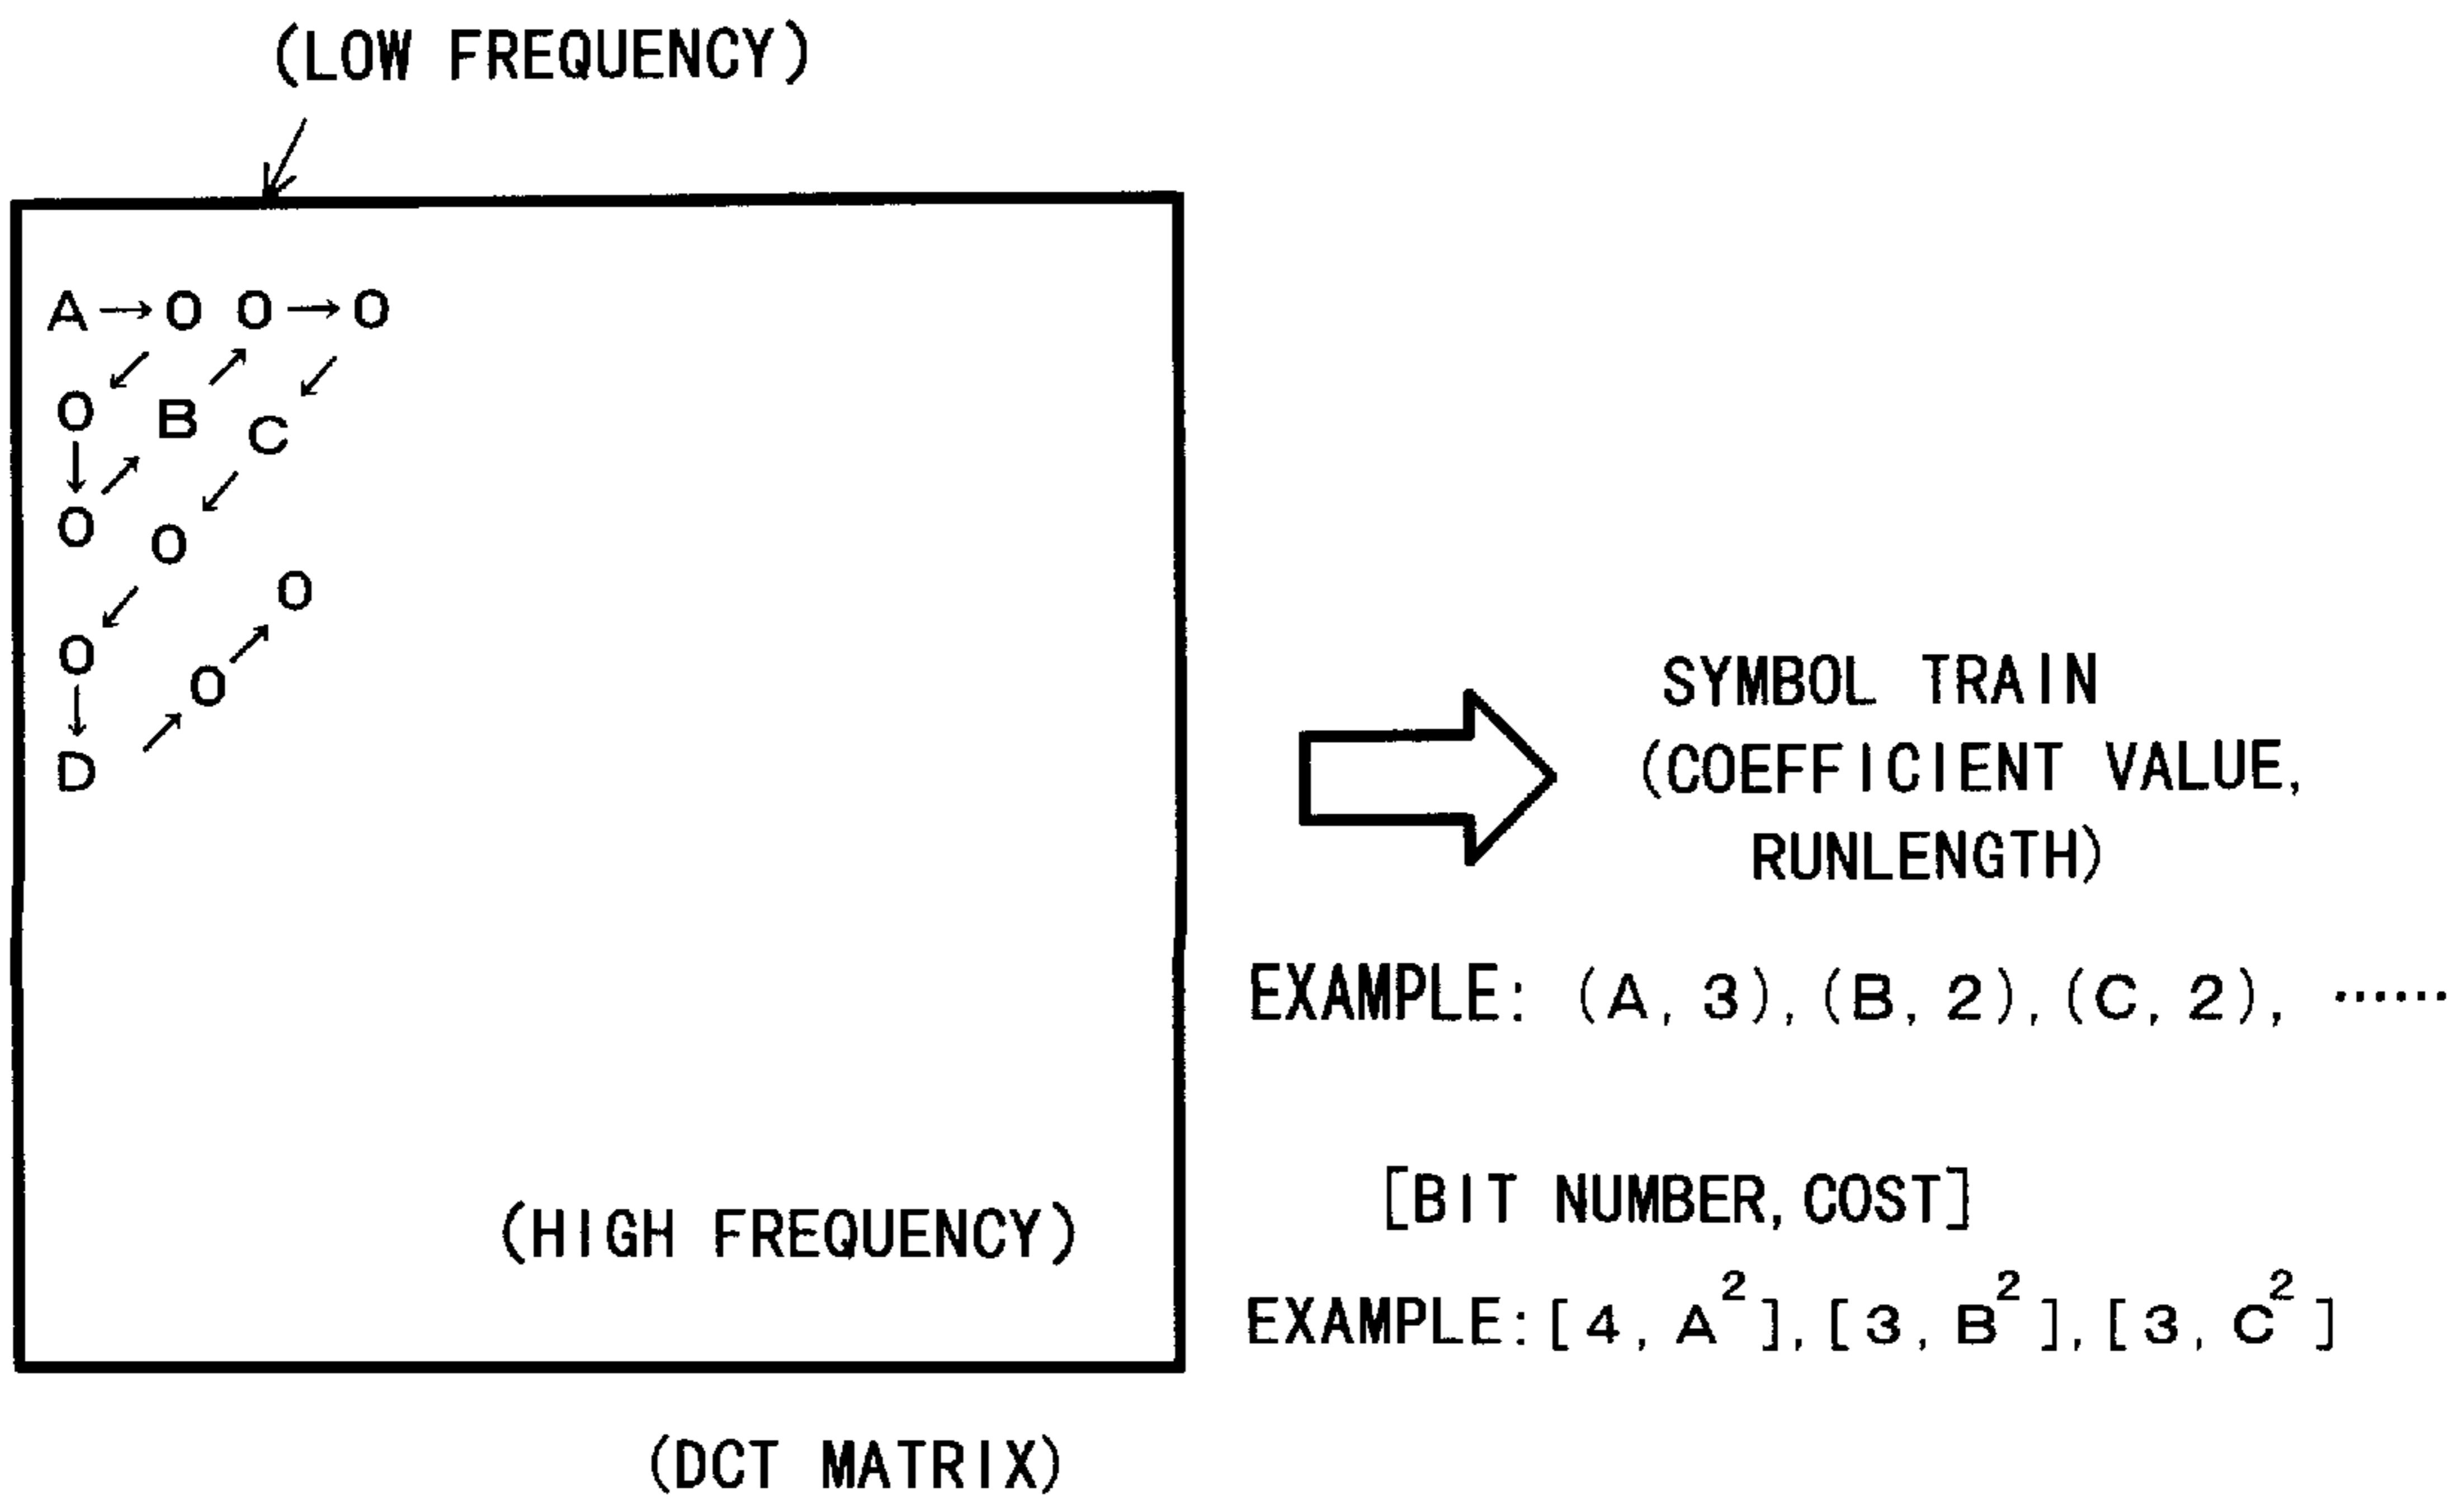 (LOW FREQUENCY)
A→O O→O
O B C
O O
O
O
O
D
SYMBOL TRAIN
(COEFFICIENT VALUE,
RUNLENGTH)
EXAMPLE: (A, 3), (B, 2), (C, 2), ······
[BIT NUMBER, COST]
EXAMPLE: [4, A²], [3, B²], [3, C²]
(HIGH FREQUENCY)
(DCT MATRIX)